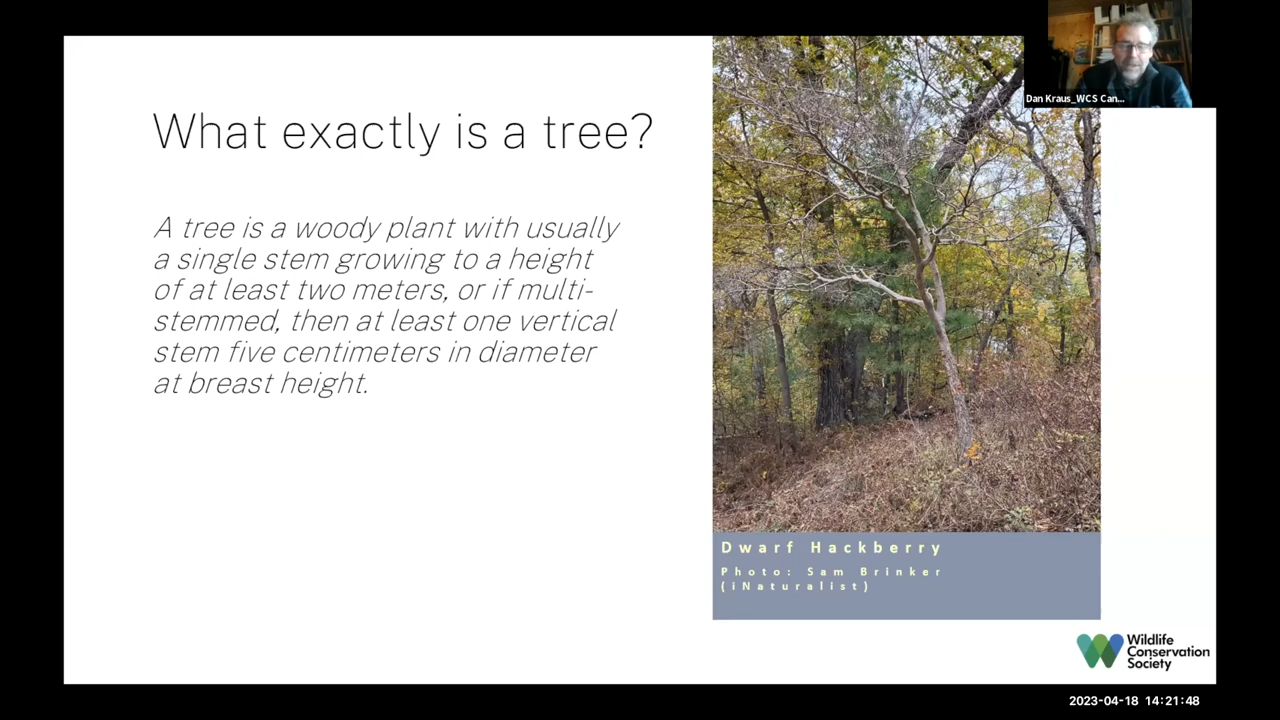 Dan Kraus_WCS Can...
What exactly is a tree?
A tree is a woody plant with usually
a single stem growing to a height
of at least two meters, or if multi-
stemmed, then at least one vertical
stem five centimeters in diameter
at breast height.
Dwarf Hackberry
Photo: Sam Brinker
(iNaturalist)
Wildlife
Conservation
Society
2023-04-18 14:21:48